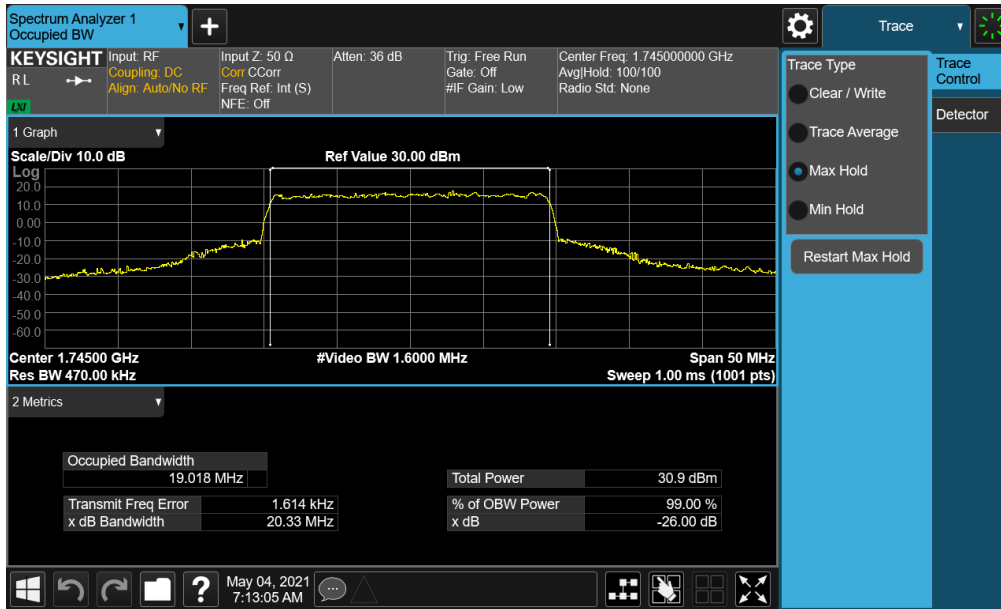 Spectrum Analyzer 1
Occupied BW
+
Trace
KEYSIGHT
R L
LXI
Input: RF
Coupling: DC
Align: Auto/No RF
Input Z: 50 Ω
Corr CCorr
Freq Ref: Int (S)
NFE: Off
Atten: 36 dB
Trig: Free Run
Gate: Off
#IF Gain: Low
Center Freq: 1.745000000 GHz
Avg|Hold: 100/100
Radio Std: None
Trace Type
Clear / Write
Trace Average
Max Hold
Min Hold
Restart Max Hold
Trace
Control
Detector
1 Graph
Scale/Div 10.0 dB
Ref Value 30.00 dBm
Log
20.0
10.0
0.00
-10.0
-20.0
-30.0
-40.0
-50.0
-60.0
Center 1.74500 GHz
#Video BW 1.6000 MHz
Span 50 MHz
Res BW 470.00 kHz
Sweep 1.00 ms (1001 pts)
2 Metrics
Occupied Bandwidth
19.018 MHz
Total Power 30.9 dBm
Transmit Freq Error 1.614 kHz
% of OBW Power 99.00 %
x dB Bandwidth 20.33 MHz
x dB -26.00 dB
?
May 04, 2021
7:13:05 AM